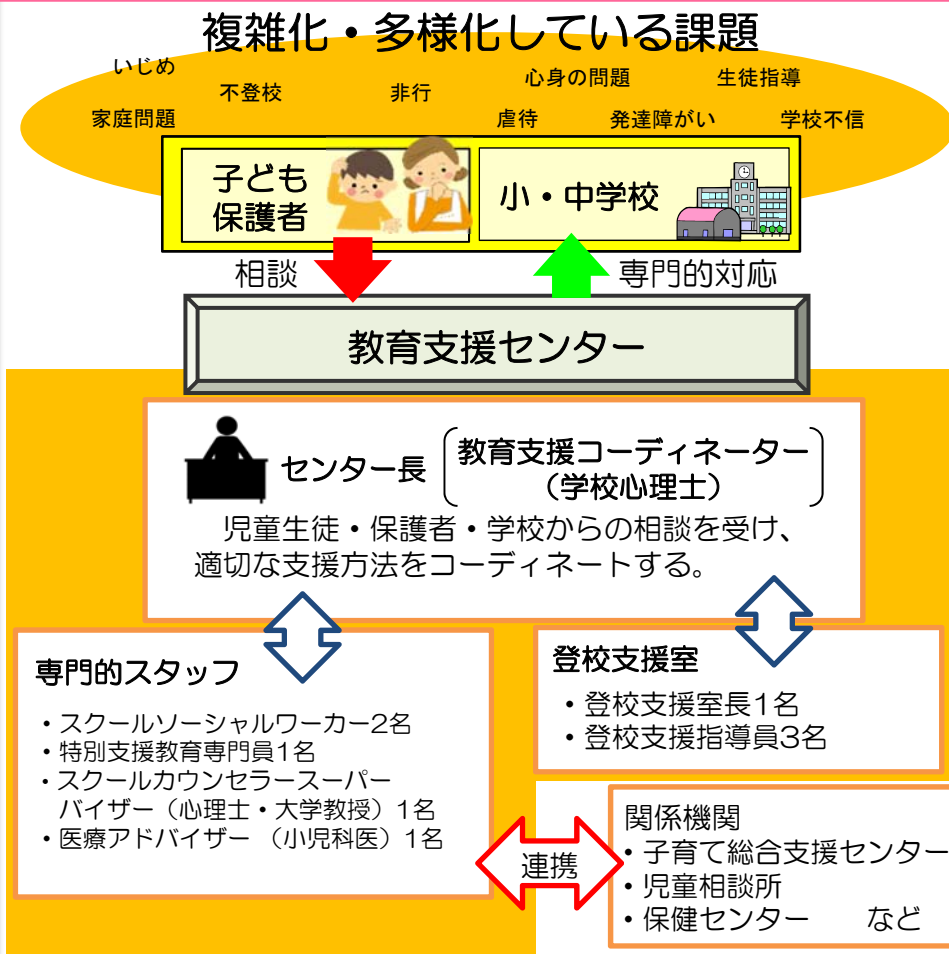 複雑化・多様化している課題
いじめ
不登校
非行
心身の問題
生徒指導
家庭問題
虐待
発達障がい
学校不信
子ども
保護者
小・中学校
相談
専門的対応
教育支援センター
センター長
教育支援コーディネーター
（学校心理士）
児童生徒・保護者・学校からの相談を受け、
適切な支援方法をコーディネートする。
専門的スタッフ
・スクールソーシャルワーカー2名
・特別支援教育専門員1名
・スクールカウンセラースーパー
バイザー（心理士・大学教授）1名
・医療アドバイザー （小児科医）1名
登校支援室
・登校支援室長1名
・登校支援指導員3名
連携
関係機関
・子育て総合支援センター
・児童相談所
・保健センター　　など